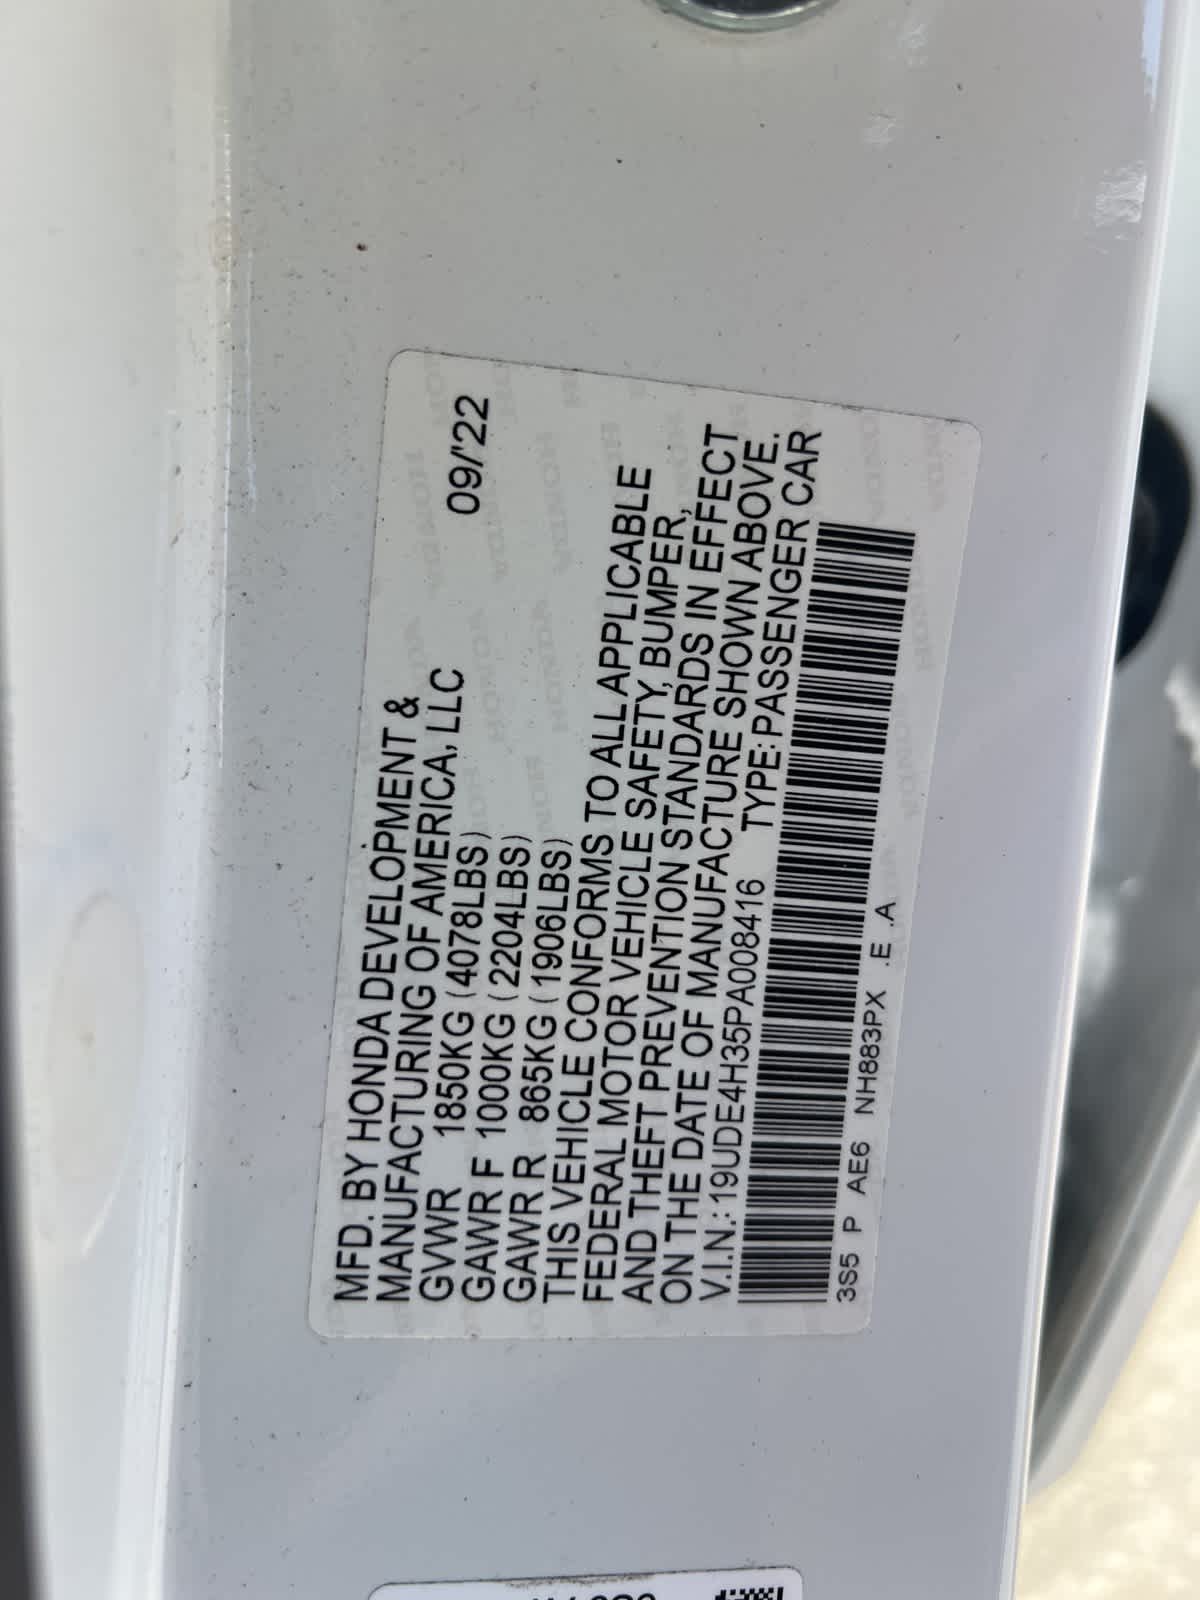 MFD. BY HONDA DEVELOPMENT &
MANUFACTURING OF AMERICA, LLC 09/'22
GVWR 1850KG (4078LBS)
GAWR F 1000KG (2204LBS)
GAWR R 865KG (1906LBS)
THIS VEHICLE CONFORMS TO ALL APPLICABLE
FEDERAL MOTOR VEHICLE SAFETY, BUMPER,
AND THEFT PREVENTION STANDARDS IN EFFECT
ON THE DATE OF MANUFACTURE SHOWN ABOVE.
V.I.N.:19UDE4H35PA008416 TYPE:PASSENGER CAR
3S5 P AE6 NH883PX .E .A